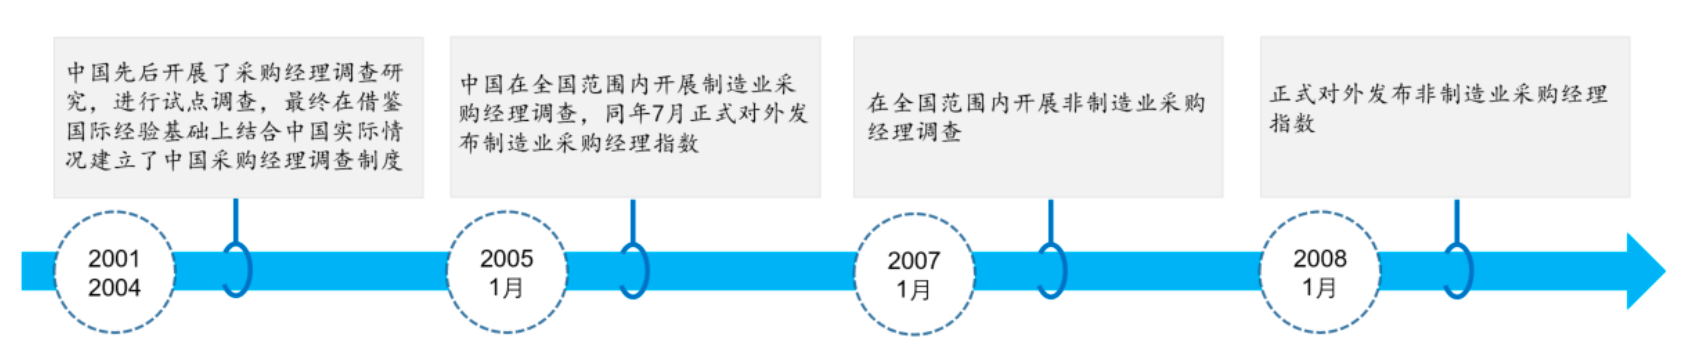 中国先后开展了采购经理调查研
究，进行试点调查，最终在借鉴
国际经验基础上结合中国实际情
况建立了中国采购经理调查制度
中国在全国范围内开展制造业采
购经理调查，同年7月正式对外发
布制造业采购经理指数
在全国范围内开展非制造业采购
经理调查
正式对外发布非制造业采购经理
指数
2001
2004
2005
1月
2007
1月
2008
1月